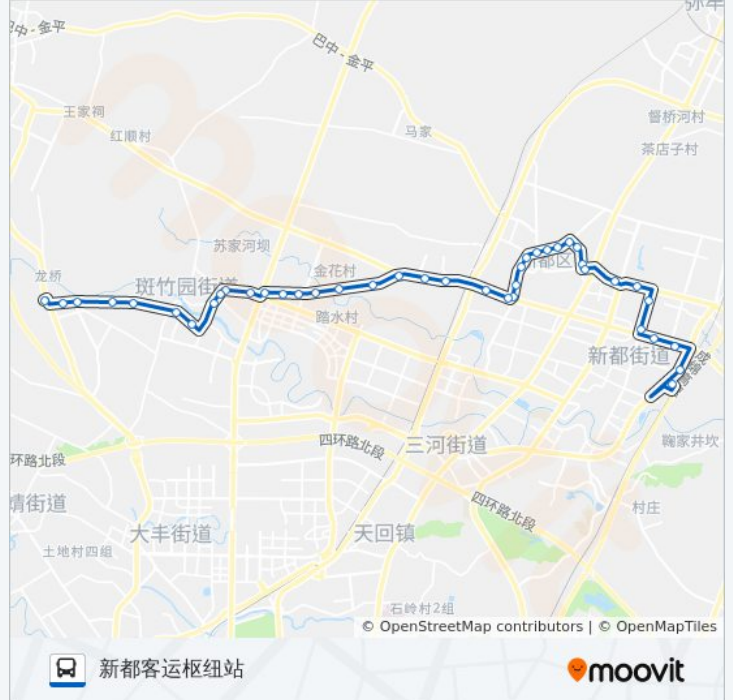 弥牟
巴中-金平
巴中-金平
王家祠
督桥河村
红顺村
马家
茶店子村
苏家河坝
龙桥
金花村
都区
斑竹园街道
踏水村
新都街道
四环路北段
三河街道
鞠家井坎
环路北段
靖街道
四环路北段
村庄
大丰街道
天回镇
土地村四组
石岭村2组
© OpenStreetMap contributors | © OpenMapTiles
新都客运枢纽站
moovit